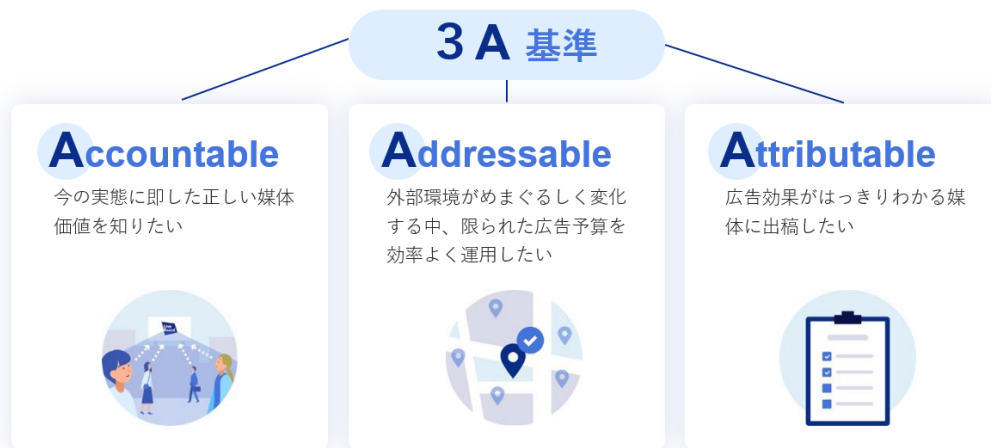 3A 基準
Accountable
今の実態に即した正しい媒体
価値を知りたい
Addressable
外部環境がめまぐるしく変化
する中、限られた広告予算を
効率よく運用したい
Attributable
広告効果がはっきりわかる媒
体に出稿したい